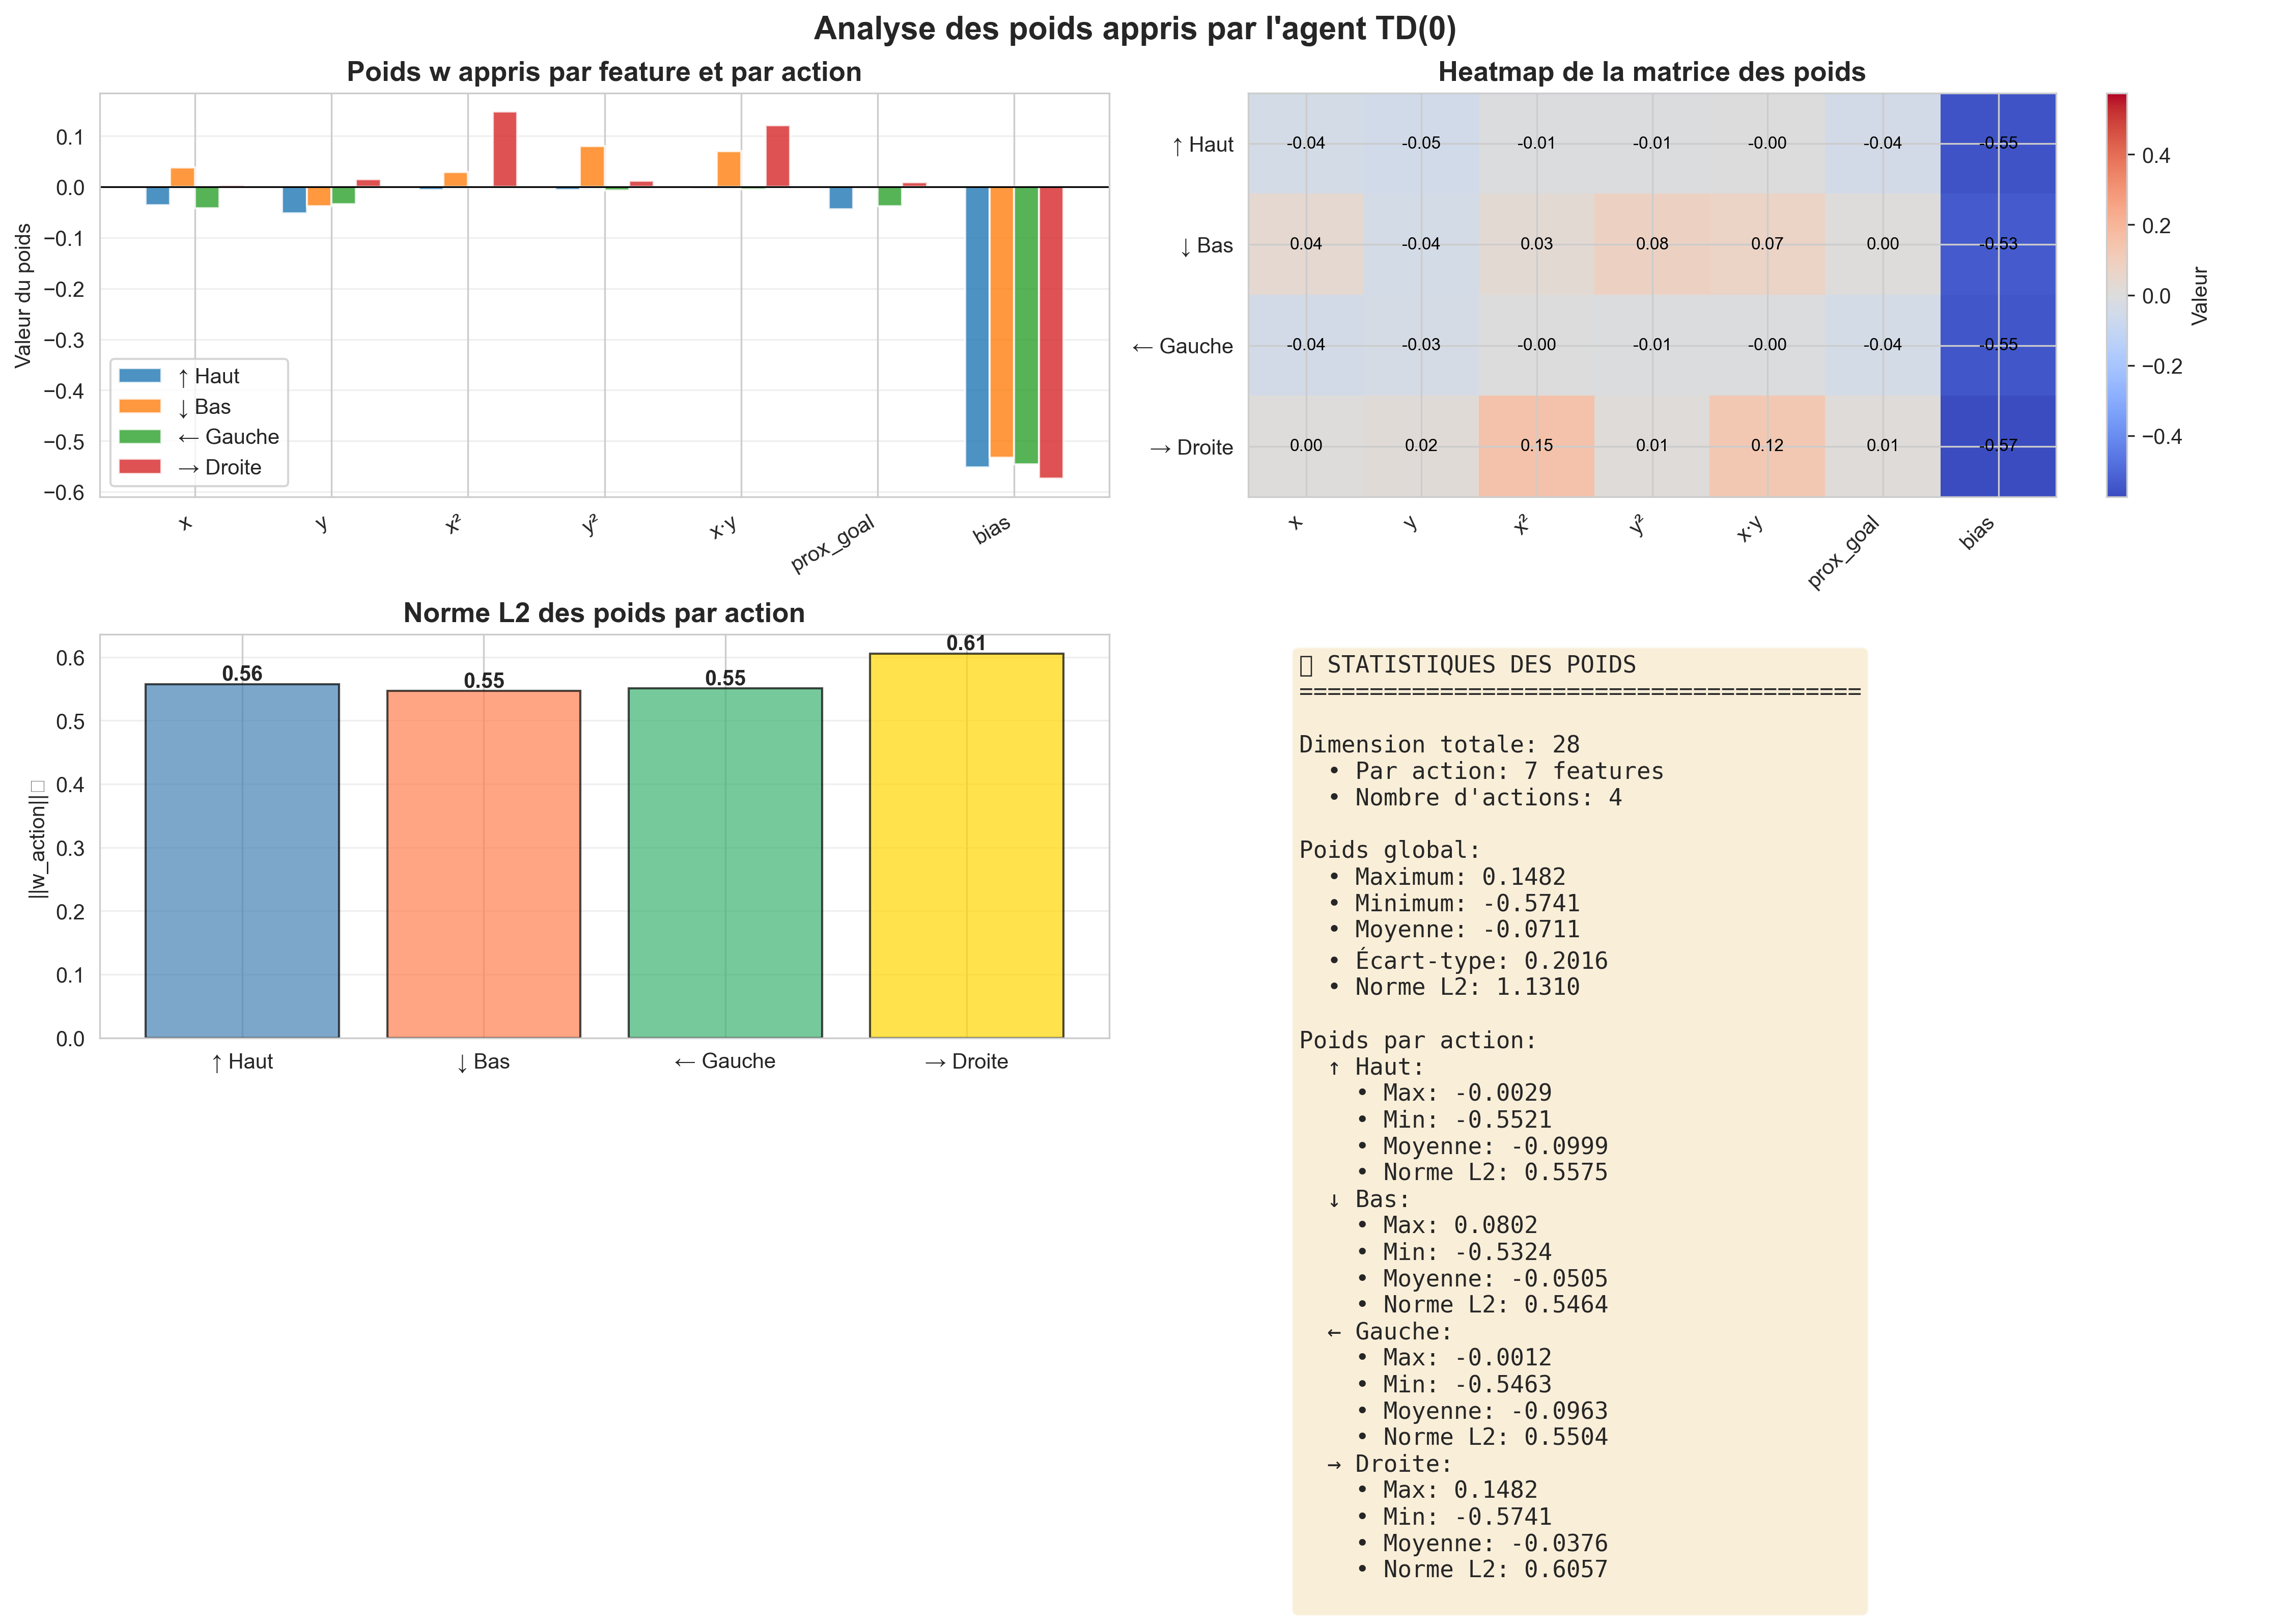 Analyse des poids appris par l'agent TD(0)
Poids w appris par feature et par action
Valeur du poids
0.1
0.0
−0.1
−0.2
−0.3
−0.4
−0.5
−0.6
↑ Haut
↓ Bas
← Gauche
→ Droite
x
y
x²
y²
x·y
prox_goal
bias
Heatmap de la matrice des poids
↑ Haut
-0.04 -0.05 -0.01 -0.01 -0.00 -0.04 -0.55
↓ Bas
0.04 -0.04 0.03 0.08 0.07 0.00 -0.53
← Gauche
-0.04 -0.03 -0.00 -0.01 -0.00 -0.04 -0.55
→ Droite
0.00 0.02 0.15 0.01 0.12 0.01 -0.57
x
y
x²
y²
x·y
prox_goal
bias
0.4
0.2
0.0
−0.2
−0.4
Valeur
Norme L2 des poids par action
||w_action||□
0.6
0.5
0.4
0.3
0.2
0.1
0.0
0.56
0.55
0.55
0.61
↑ Haut
↓ Bas
← Gauche
→ Droite
□ STATISTIQUES DES POIDS
========================================
Dimension totale: 28
• Par action: 7 features
• Nombre d'actions: 4
Poids global:
• Maximum: 0.1482
• Minimum: -0.5741
• Moyenne: -0.0711
• Écart-type: 0.2016
• Norme L2: 1.1310
Poids par action:
↑ Haut:
• Max: -0.0029
• Min: -0.5521
• Moyenne: -0.0999
• Norme L2: 0.5575
↓ Bas:
• Max: 0.0802
• Min: -0.5324
• Moyenne: -0.0505
• Norme L2: 0.5464
← Gauche:
• Max: -0.0012
• Min: -0.5463
• Moyenne: -0.0963
• Norme L2: 0.5504
→ Droite:
• Max: 0.1482
• Min: -0.5741
• Moyenne: -0.0376
• Norme L2: 0.6057